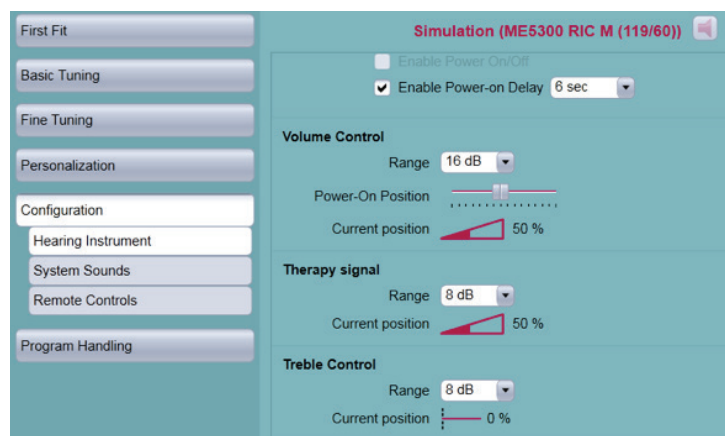 First Fit
Basic Tuning
Fine Tuning
Personalization
Configuration
Hearing Instrument
System Sounds
Remote Controls
Program Handling
Simulation (ME5300 RIC M (119/60))
Enable Power On/Off
Enable Power-on Delay 6 sec
Volume Control
Range 16 dB
Power-On Position
Current position 50 %
Therapy signal
Range 8 dB
Current position 50 %
Treble Control
Range 8 dB
Current position 0 %